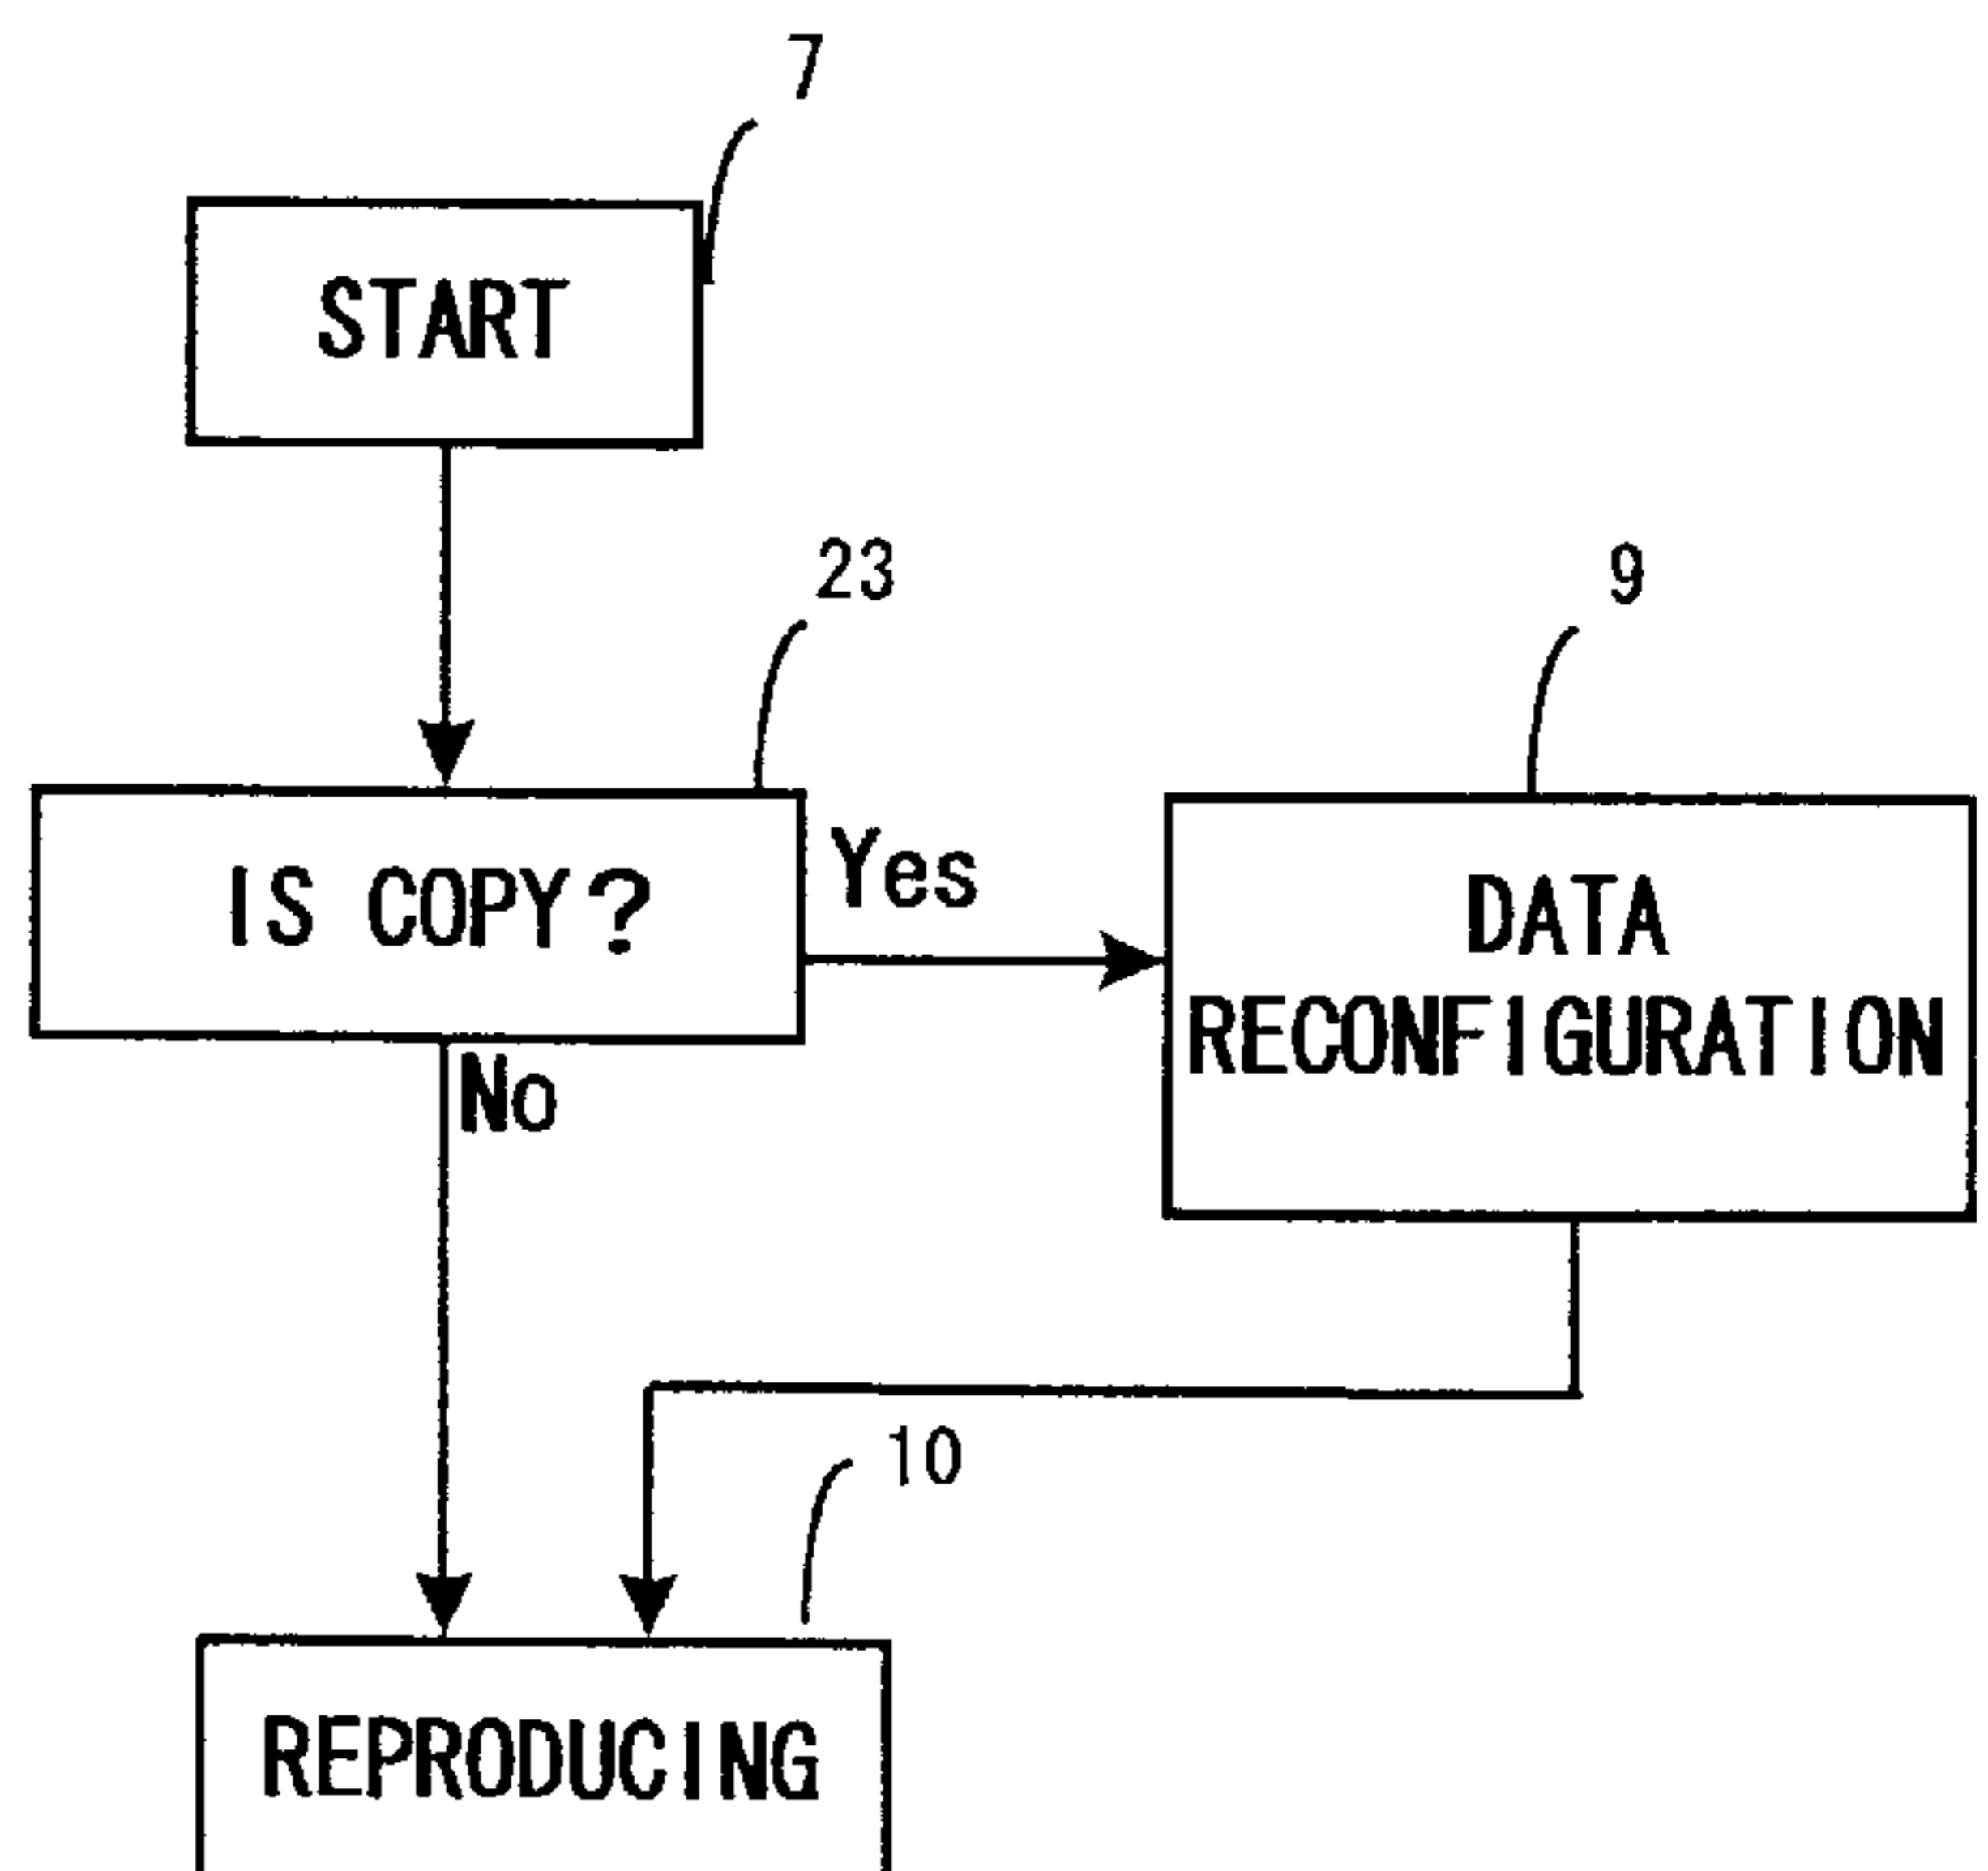 7
START
23
9
IS COPY?
Yes
DATA
RECONFIGURATION
No
10
REPRODUCING